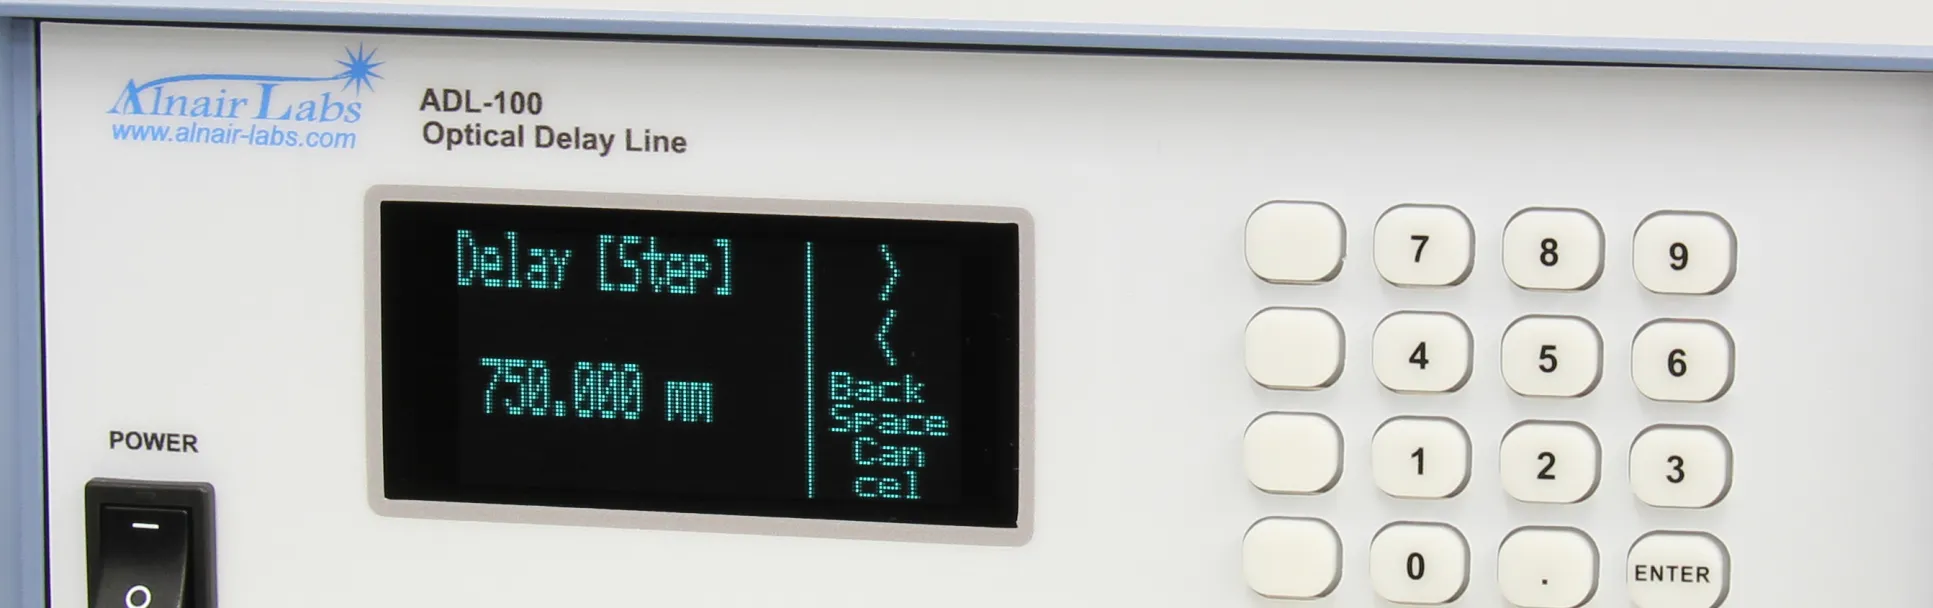 Alnair Labs
www.alnair-labs.com
ADL-100
Optical Delay Line
Delay [Step]
750.000 mm
>
<
Back
Space
Can
cel
POWER
7 8 9
4 5 6
1 2 3
0 . ENTER